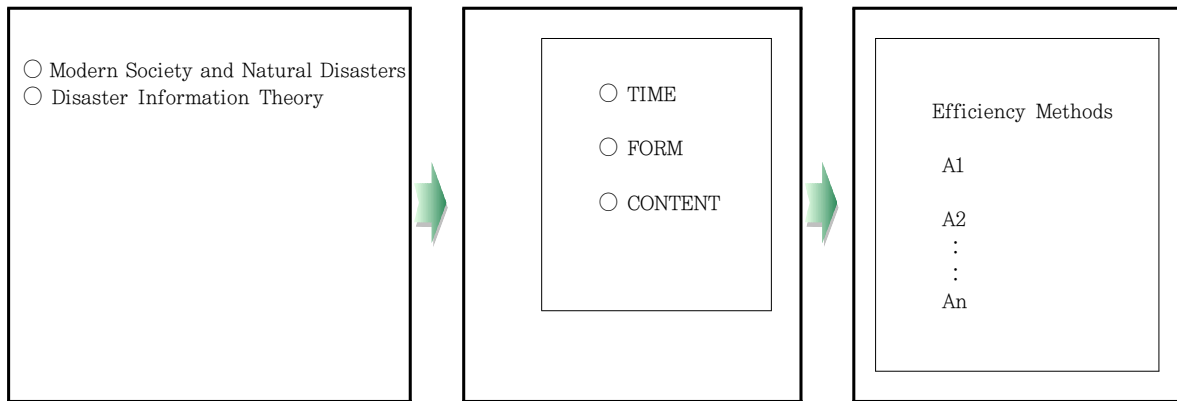 ○ Modern Society and Natural Disasters
○ Disaster Information Theory
○ TIME
○ FORM
○ CONTENT
Efficiency Methods
A1
A2
:
:
An